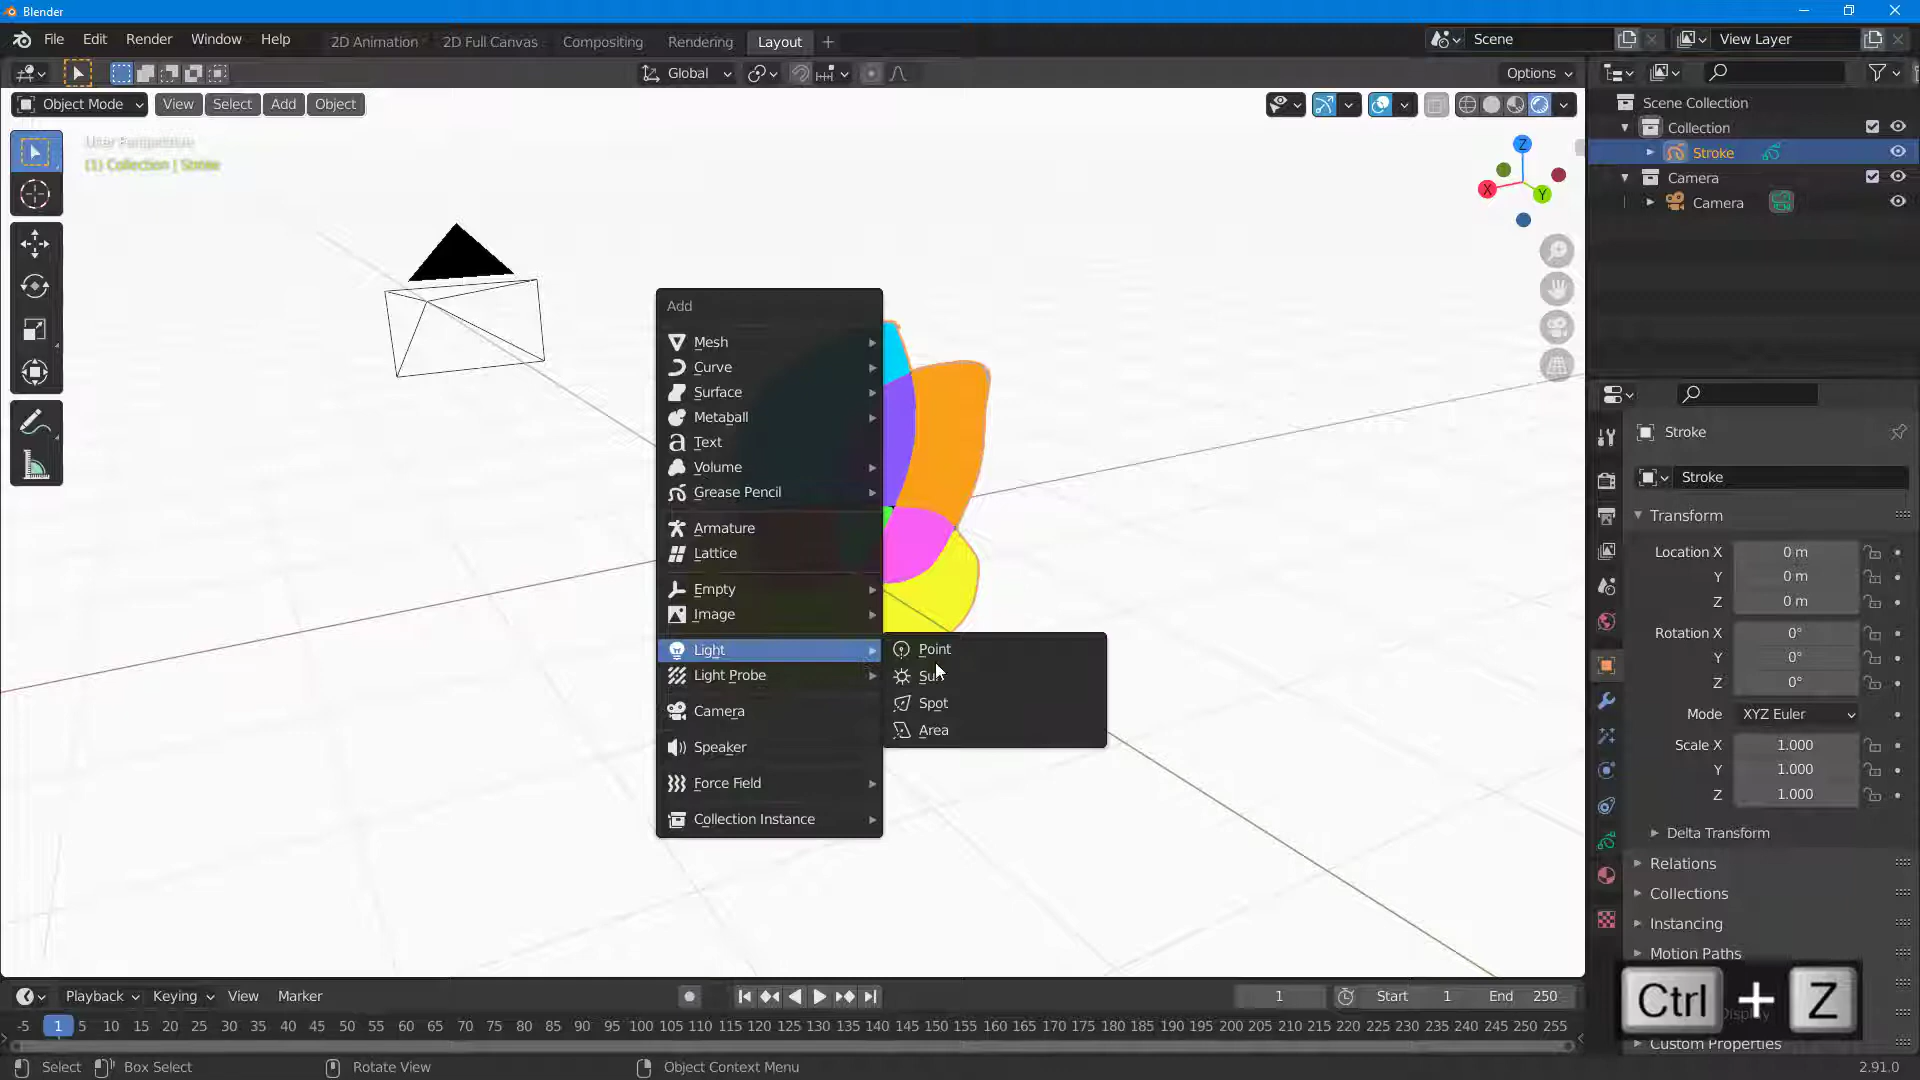 Blender
File Edit Render Window Help 2D Animation 2D Full Canvas Compositing Rendering Layout + Scene View Layer
Global Options
Object Mode View Select Add Object
User Perspective
(1) Collection | Stroke
Z
X
Y
Scene Collection
Collection
Stroke
Camera
Camera
Add
Mesh
Curve
Surface
Metaball
Text
Volume
Grease Pencil
Armature
Lattice
Empty
Image
Light
Light Probe
Camera
Speaker
Force Field
Collection Instance
Point
Sun
Spot
Area
Stroke
Stroke
Transform
Location X 0 m
Y 0 m
Z 0 m
Rotation X 0°
Y 0°
Z 0°
Mode XYZ Euler
Scale X 1.000
Y 1.000
Z 1.000
Delta Transform
Relations
Collections
Instancing
Motion Paths
Custom Properties
Ctrl + Z
Playback Keying View Marker 1 Start 1 End 250
-5 1 5 10 15 20 25 30 35 40 45 50 55 60 65 70 75 80 85 90 95 100 105 110 115 120 125 130 135 140 145 150 155 160 165 170 175 180 185 190 195 200 205 210 215 220 225 230 235 240 245 250 255
Select Box Select Rotate View Object Context Menu 2.91.0